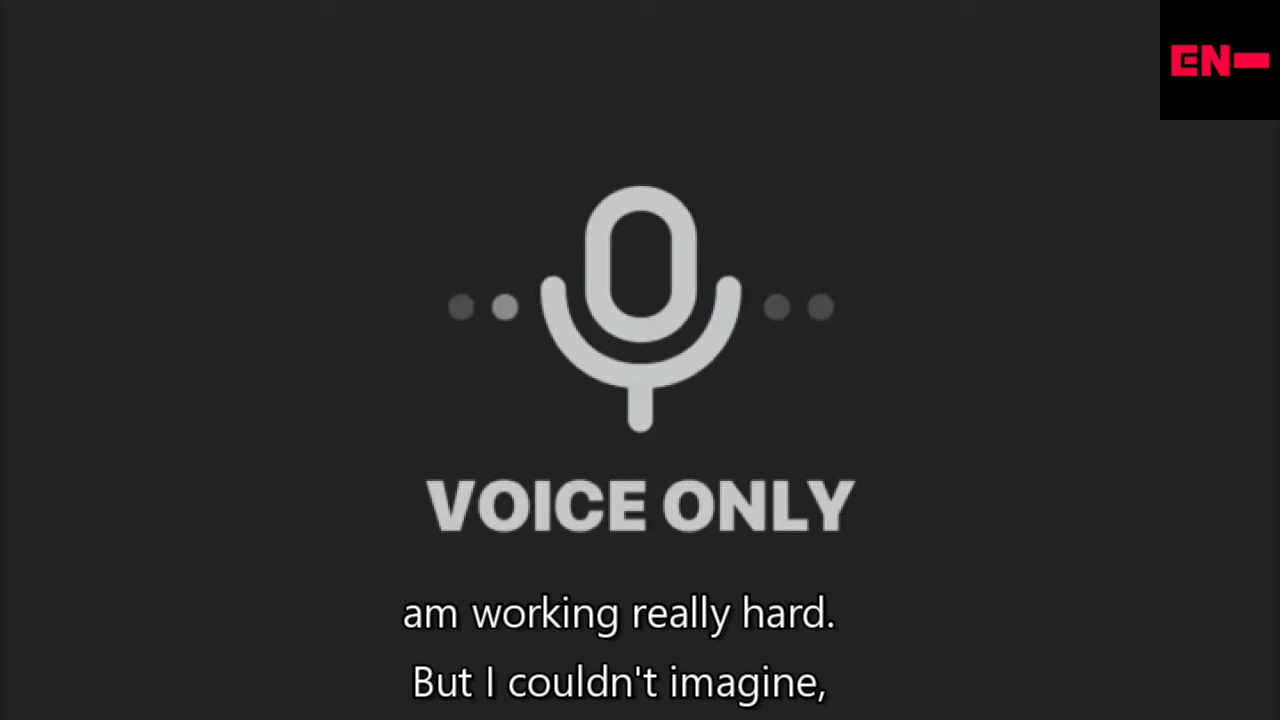 EN-
VOICE ONLY
am working really hard.
But I couldn't imagine,